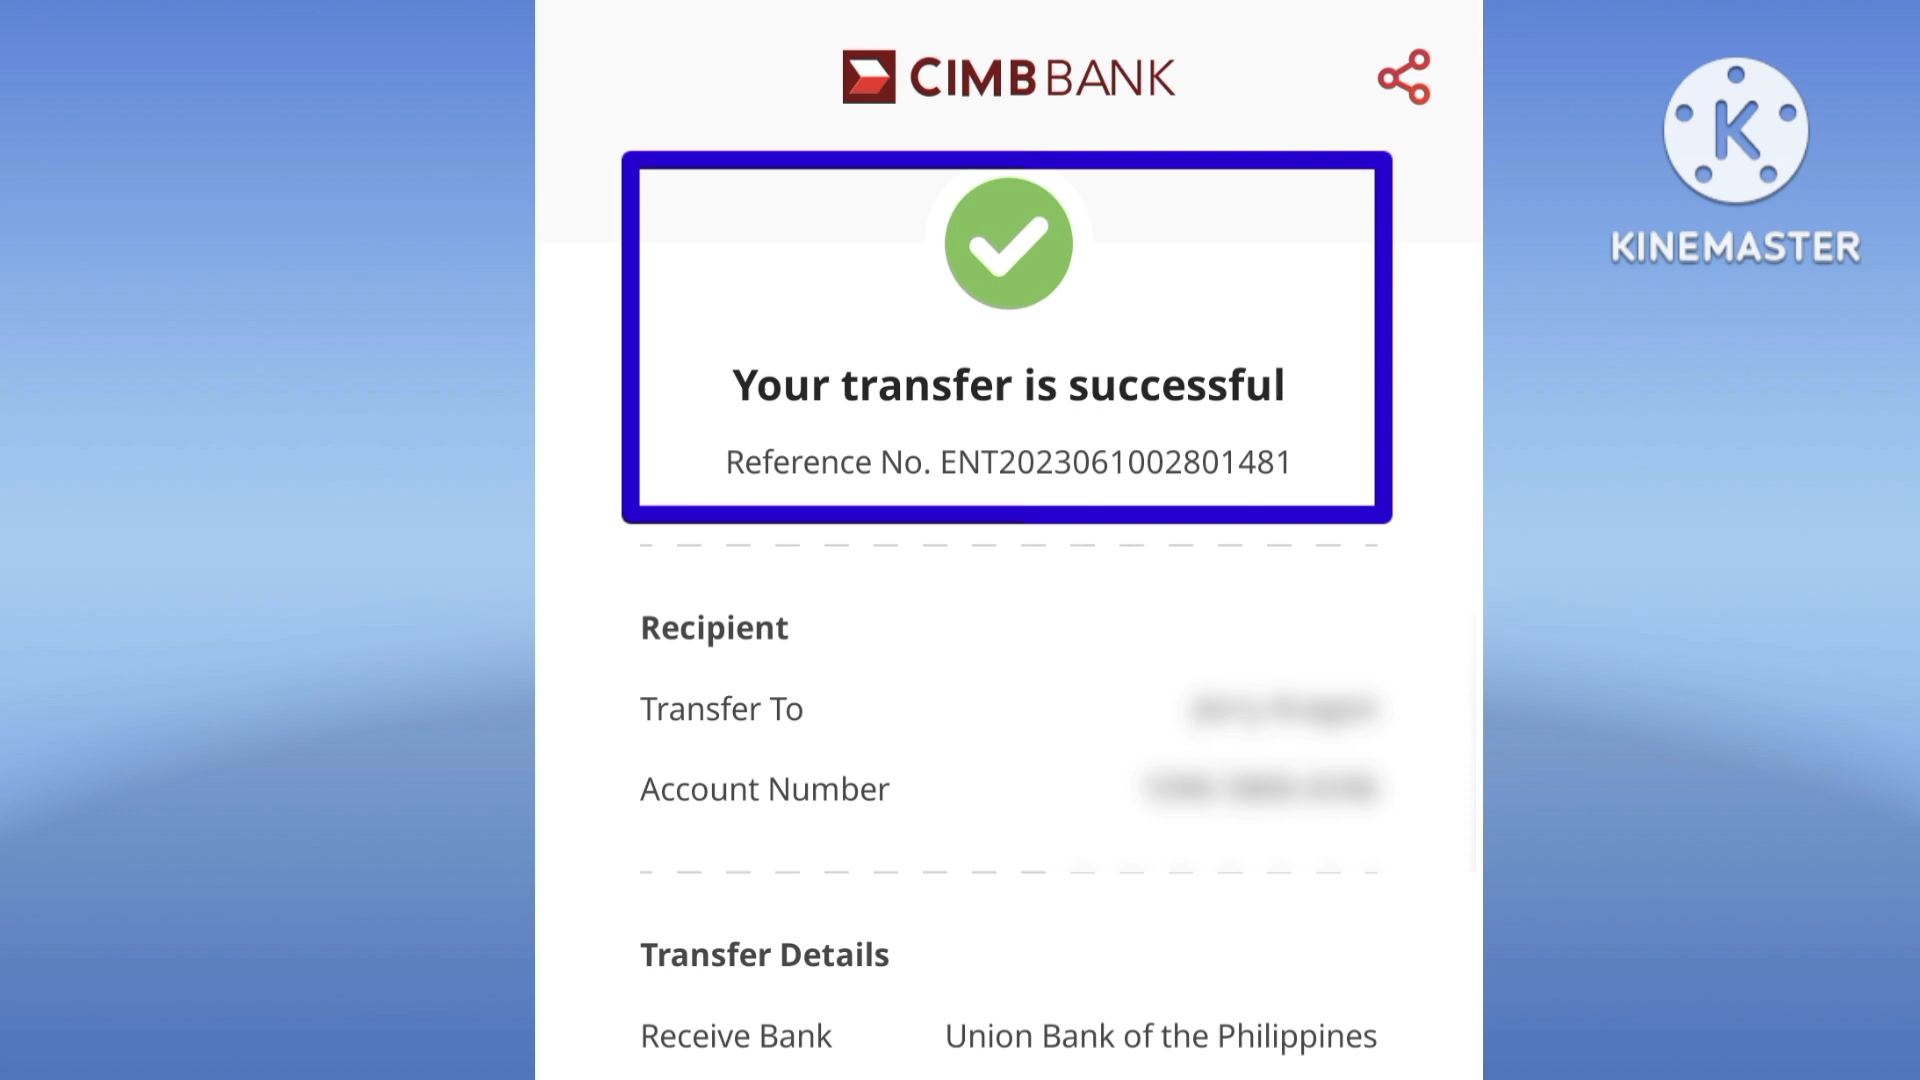 CIMB BANK
K
KINEMASTER
Your transfer is successful
Reference No. ENT2023061002801481
Recipient
Transfer To
Account Number
Transfer Details
Receive Bank Union Bank of the Philippines